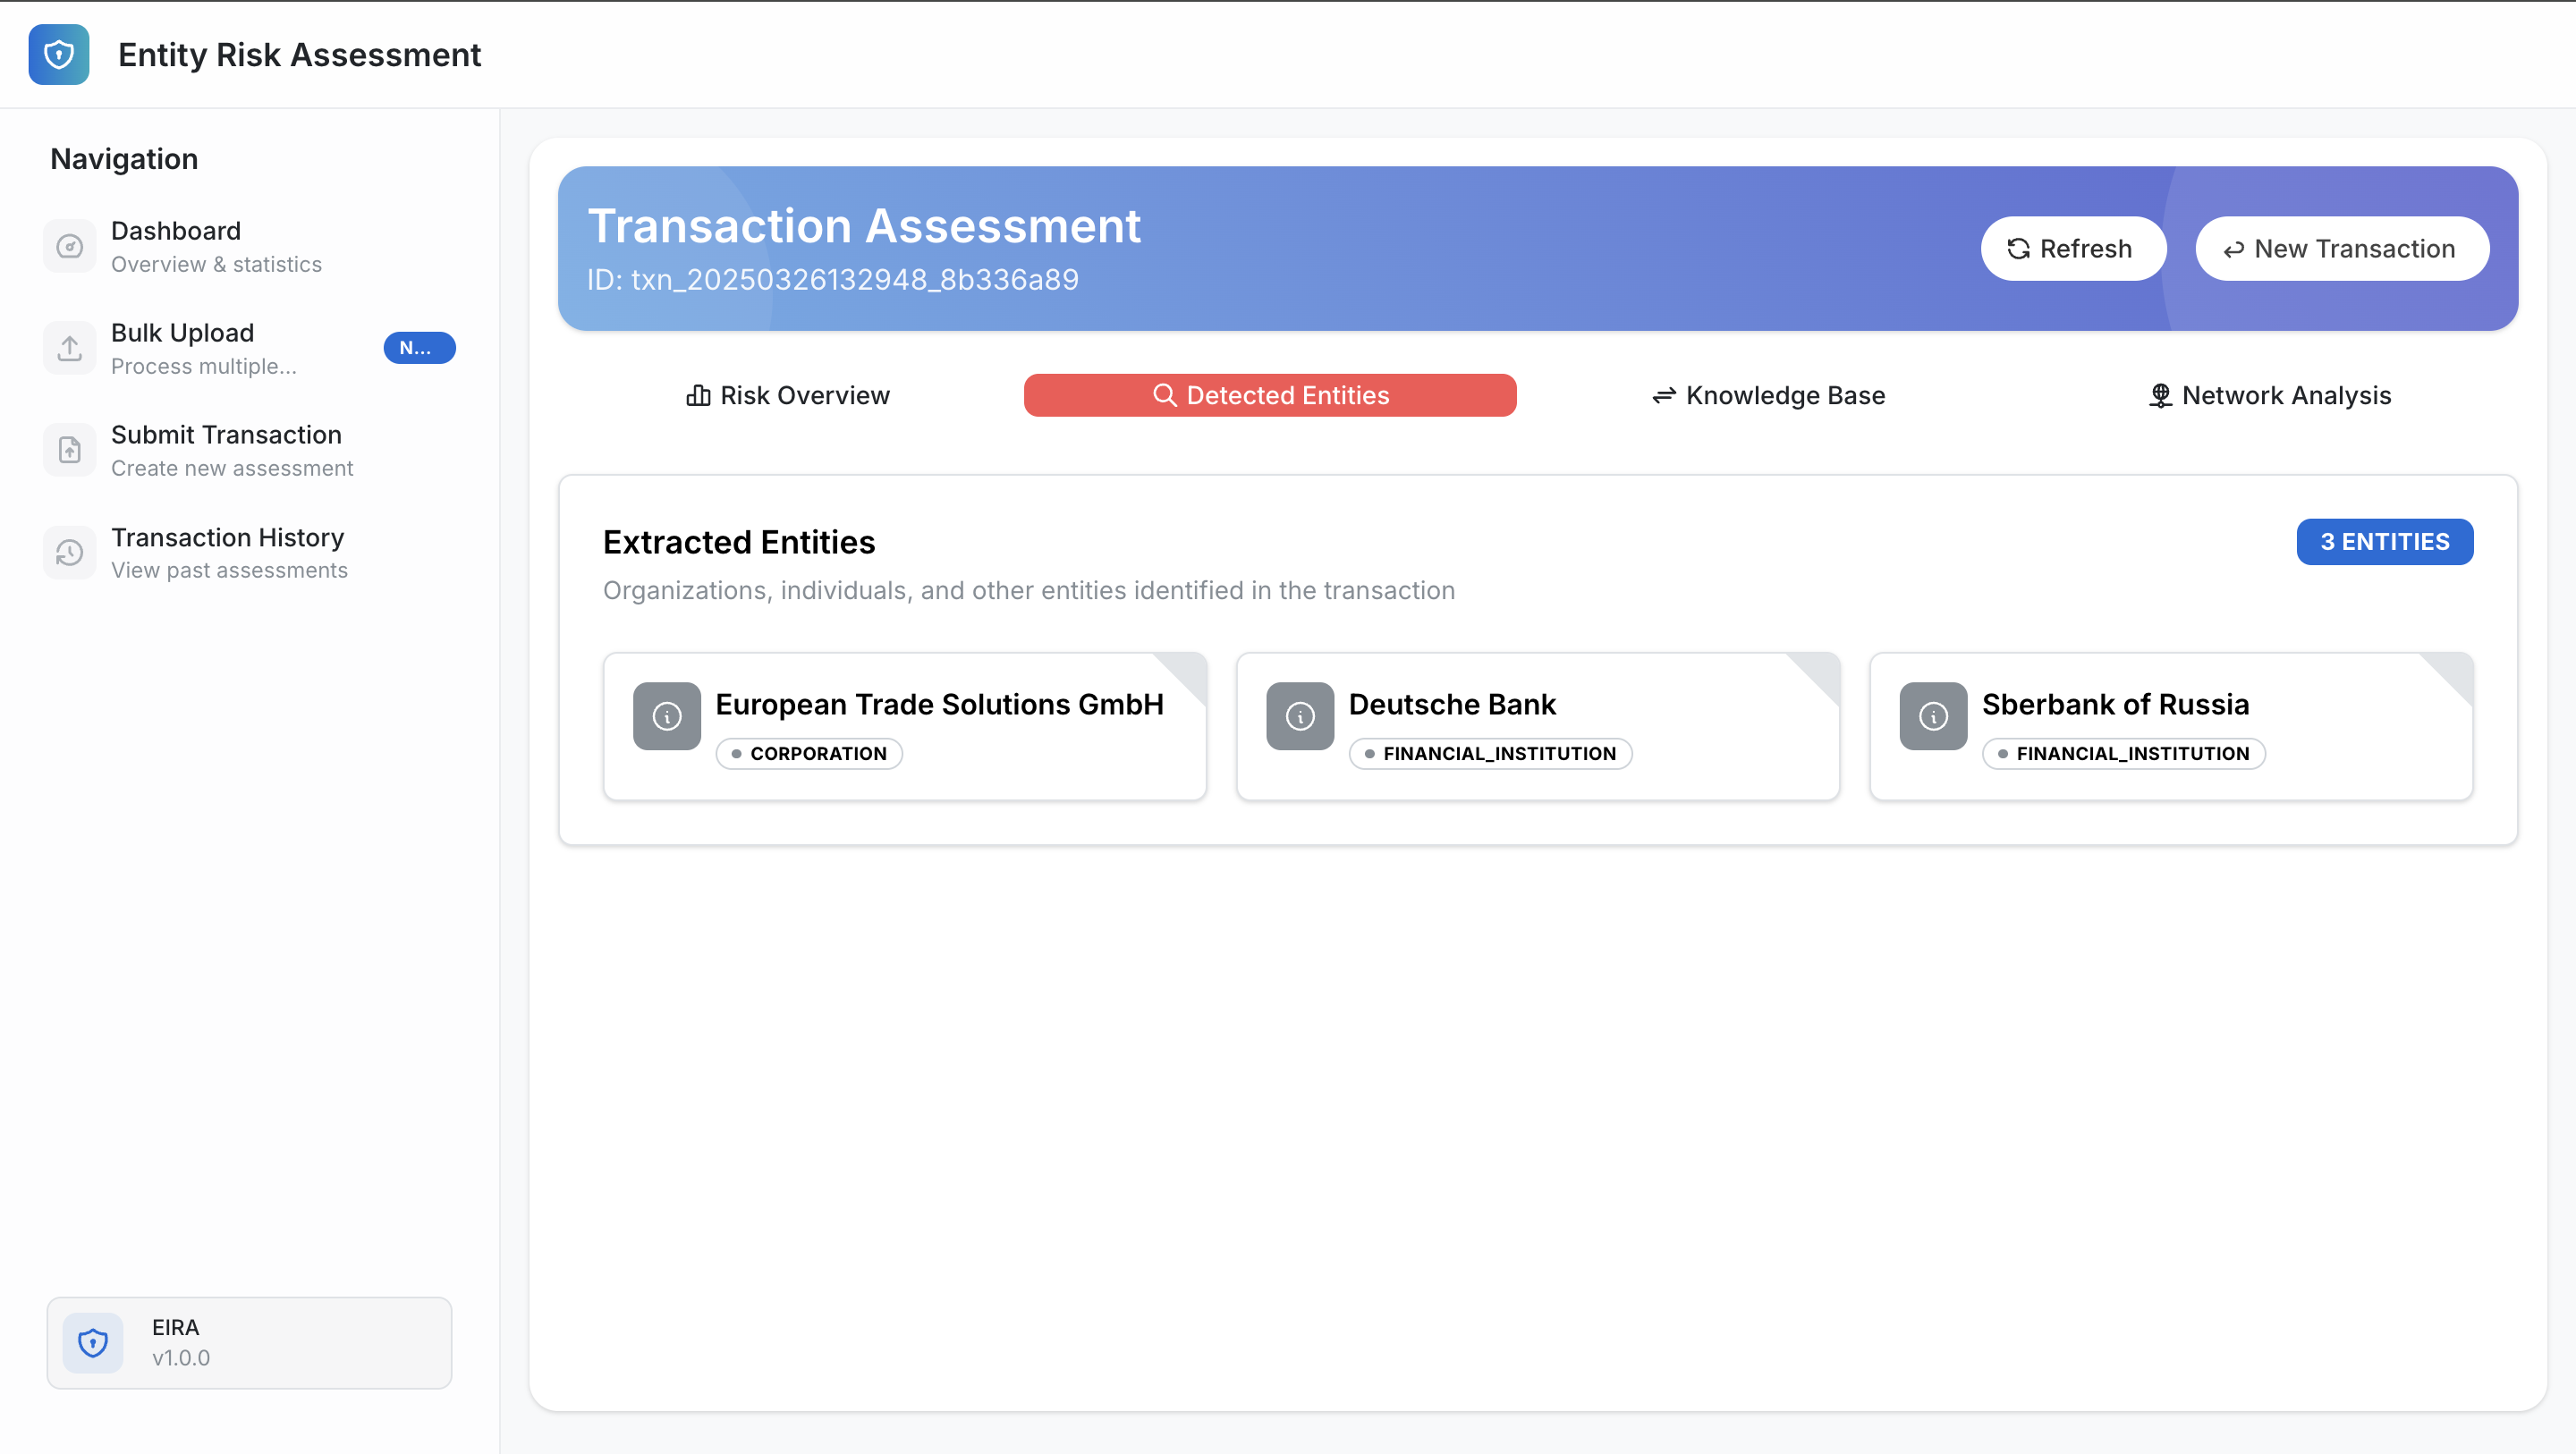 Entity Risk Assessment
Navigation
Dashboard
Overview & statistics
Bulk Upload
Process multiple...
N...
Submit Transaction
Create new assessment
Transaction History
View past assessments
EIRA
v1.0.0
Transaction Assessment
ID: txn_20250326132948_8b336a89
Refresh
New Transaction
Risk Overview
Detected Entities
Knowledge Base
Network Analysis
Extracted Entities
3 ENTITIES
Organizations, individuals, and other entities identified in the transaction
European Trade Solutions GmbH
CORPORATION
Deutsche Bank
FINANCIAL_INSTITUTION
Sberbank of Russia
FINANCIAL_INSTITUTION